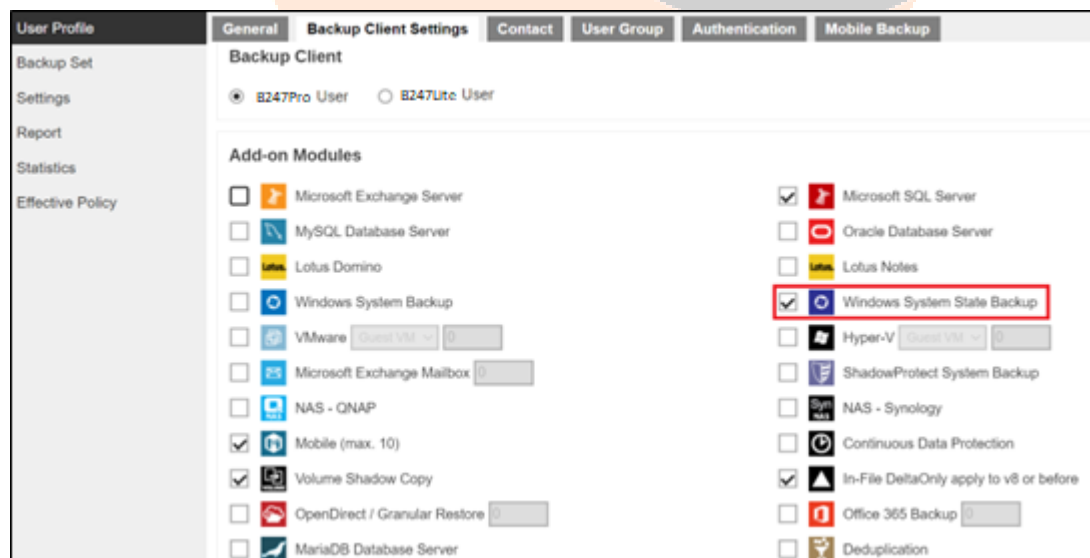 User Profile
General Backup Client Settings Contact User Group Authentication Mobile Backup
Backup Set
Settings
Report
Statistics
Effective Policy
Backup Client
B247Pro User B247Lite User
Add-on Modules
Microsoft Exchange Server Microsoft SQL Server
MySQL Database Server Oracle Database Server
Lotus. Lotus Domino Lotus. Lotus Notes
Windows System Backup Windows System State Backup
VMware Guest VM 0 Hyper-V Guest VM 0
Microsoft Exchange Mailbox 0 ShadowProtect System Backup
NAS NAS - QNAP Syn NAS NAS - Synology
Mobile (max. 10) Continuous Data Protection
Volume Shadow Copy In-File DeltaOnly apply to v8 or before
OpenDirect / Granular Restore 0 Office 365 Backup 0
MariaDB Database Server Deduplication